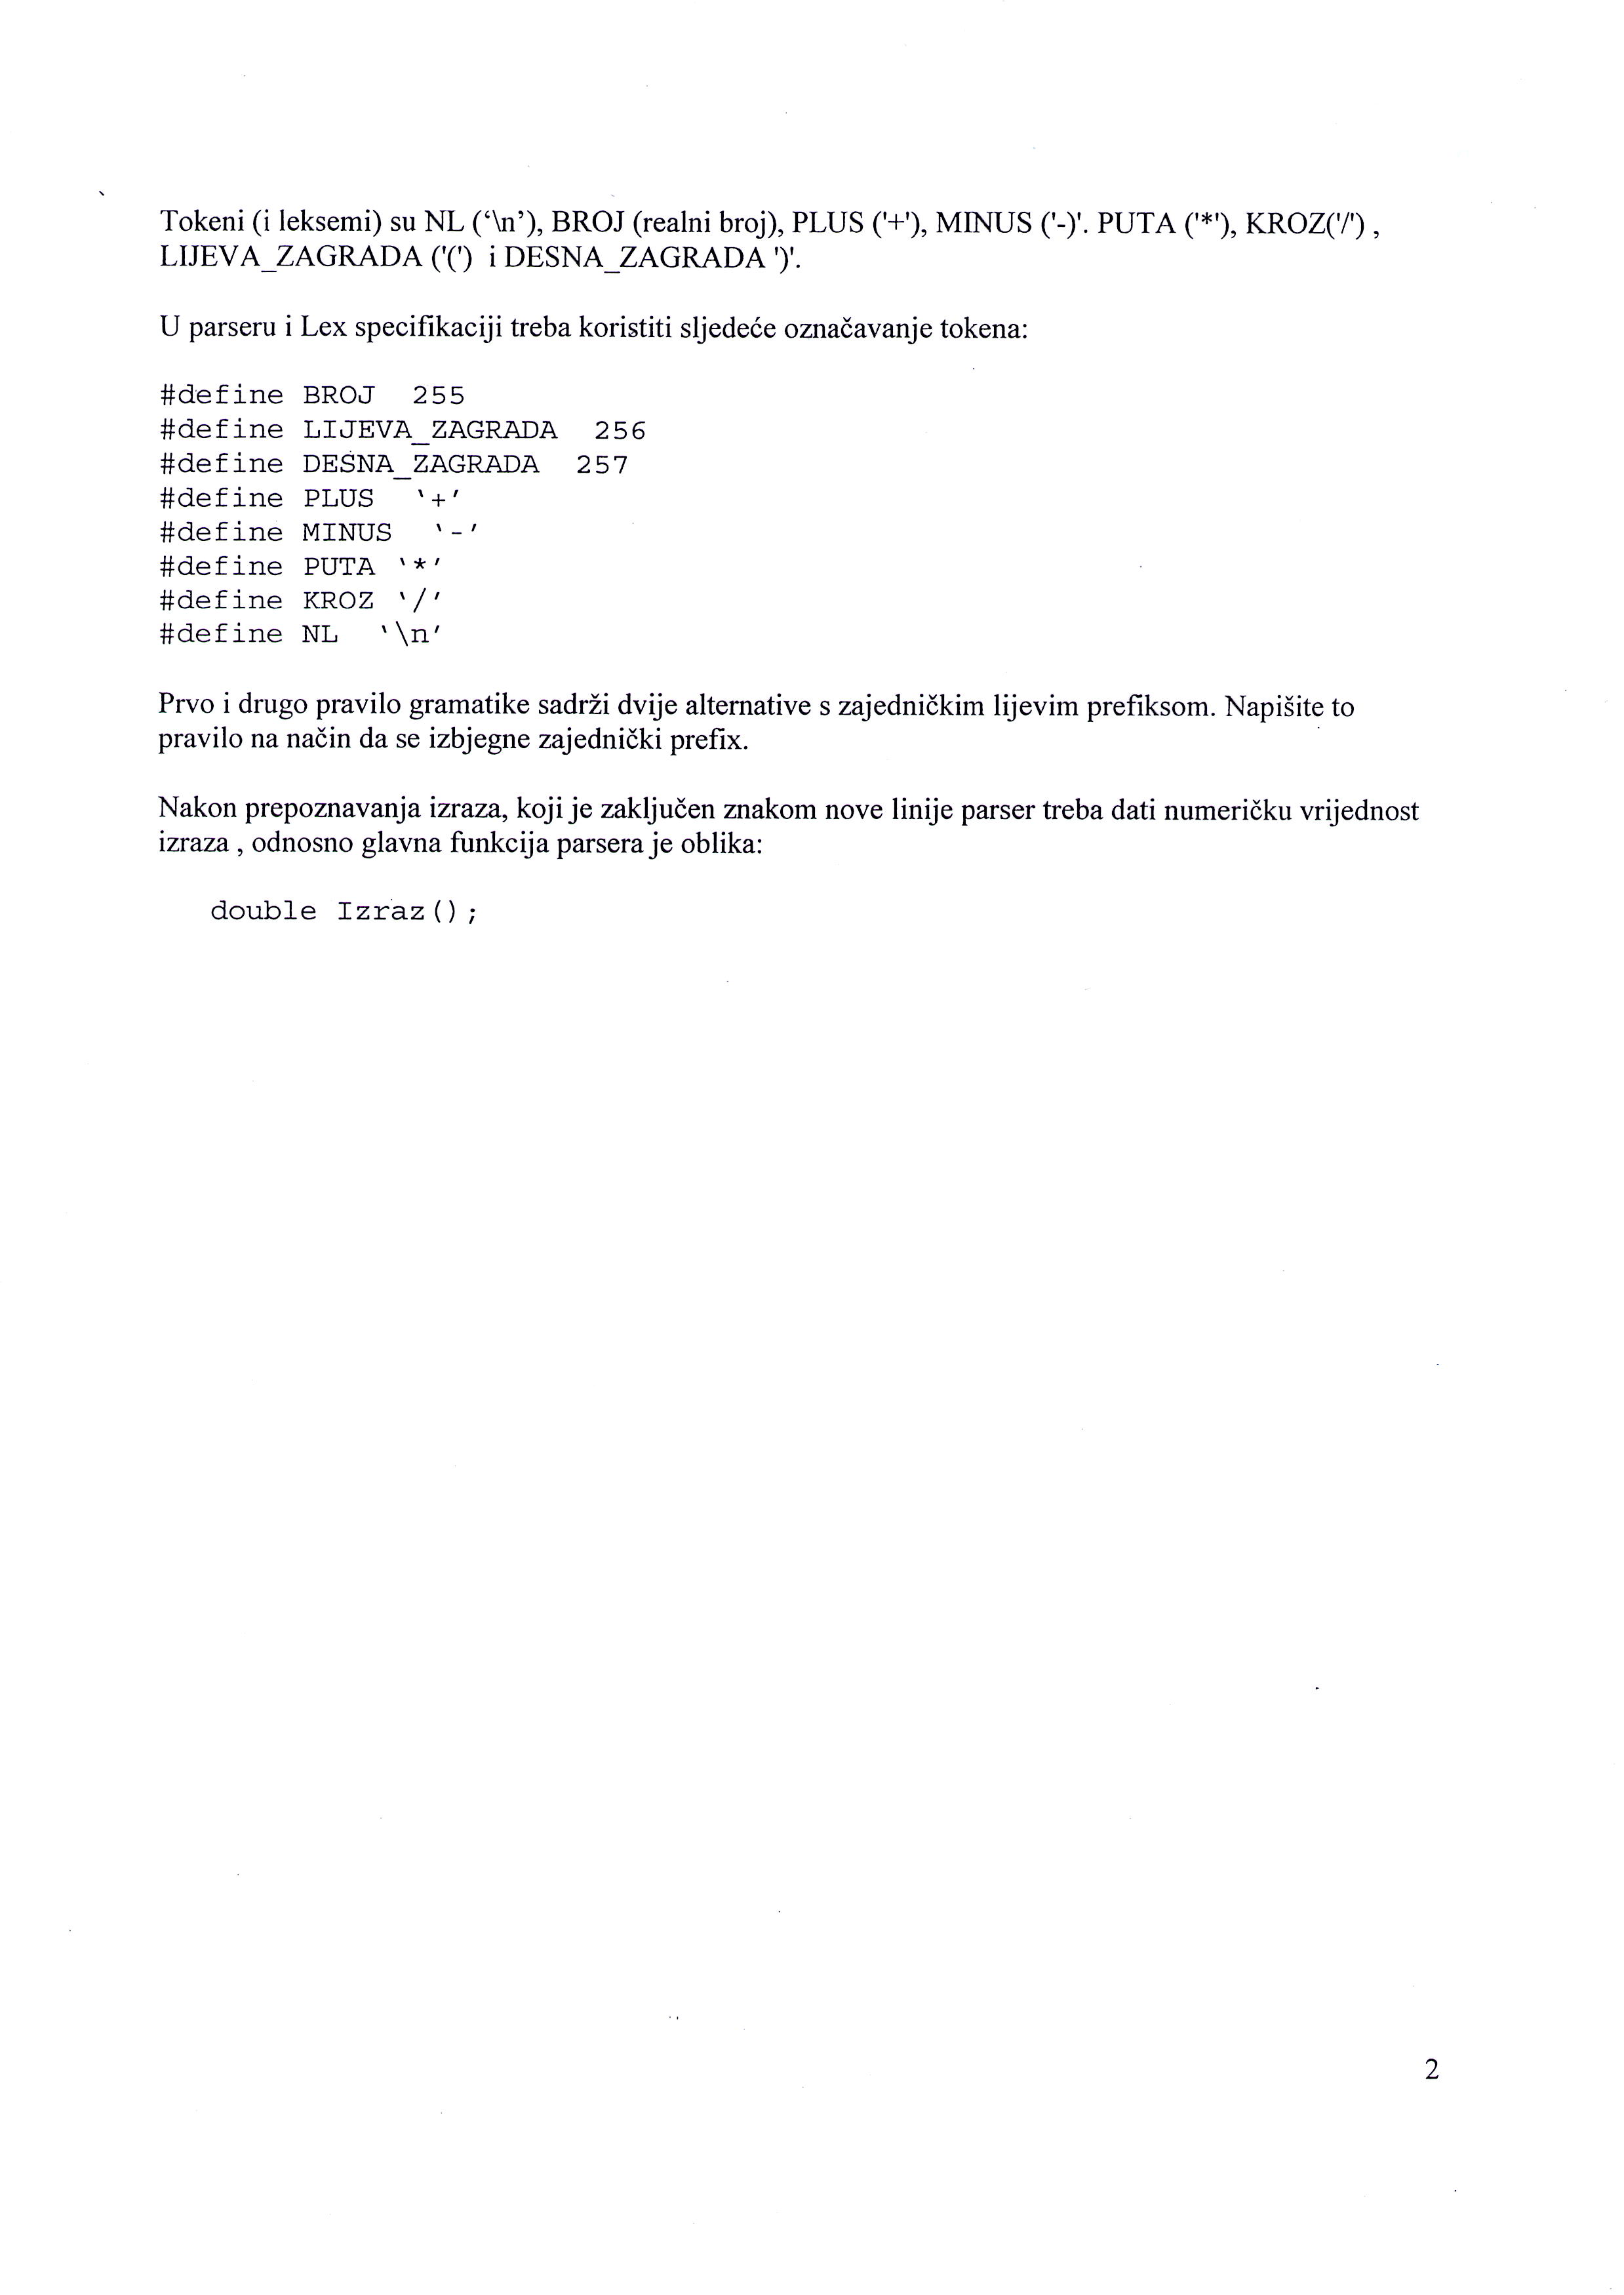 Tokeni (i leksemi) su NL (‘\n’), BROJ (realni broj), PLUS ('+'), MINUS ('-)'. PUTA ('*'), KROZ('/') ,
LIJEVA_ZAGRADA ('(') i DESNA_ZAGRADA ')'.
U parseru i Lex specifikaciji treba koristiti sljedeće označavanje tokena:
#define BROJ 255
#define LIJEVA_ZAGRADA 256
#define DESNA_ZAGRADA 257
#define PLUS ‘+’
#define MINUS ‘-’
#define PUTA ‘*’
#define KROZ ‘/’
#define NL ‘\n’
Prvo i drugo pravilo gramatike sadrži dvije alternative s zajedničkim lijevim prefiksom. Napišite to
pravilo na način da se izbjegne zajednički prefix.
Nakon prepoznavanja izraza, koji je zaključen znakom nove linije parser treba dati numeričku vrijednost
izraza , odnosno glavna funkcija parsera je oblika:
double Izraz();
2